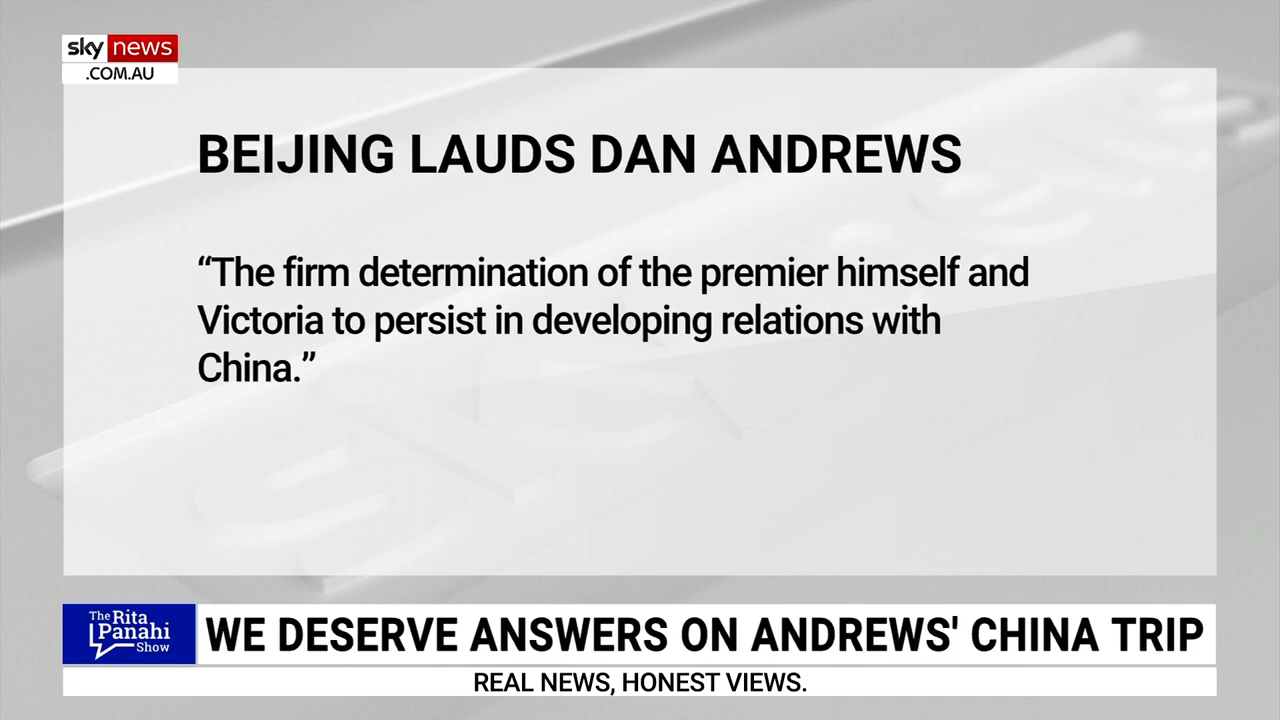 sky news
.COM.AU
BEIJING LAUDS DAN ANDREWS
“The firm determination of the premier himself and
Victoria to persist in developing relations with
China.”
The Rita
Panahi
Show
WE DESERVE ANSWERS ON ANDREWS' CHINA TRIP
REAL NEWS, HONEST VIEWS.